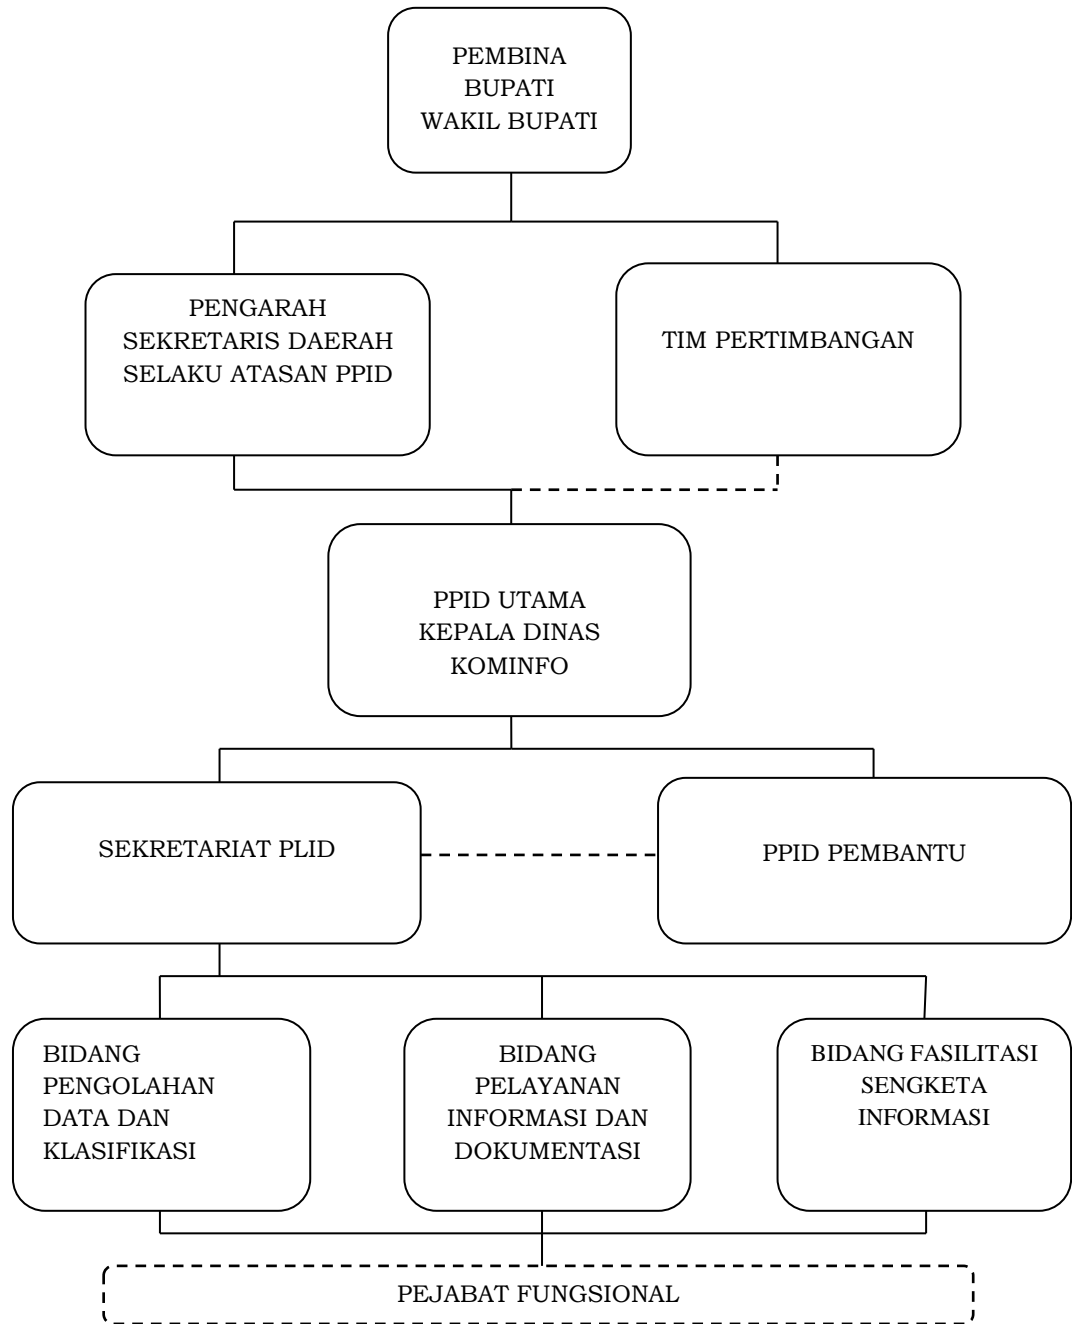 PEMBINA
BUPATI
WAKIL BUPATI
PENGARAH
SEKRETARIS DAERAH
SELAKU ATASAN PPID
TIM PERTIMBANGAN
PPID UTAMA
KEPALA DINAS
KOMINFO
SEKRETARIAT PLID
PPID PEMBANTU
BIDANG
PENGOLAHAN
DATA DAN
KLASIFIKASI
BIDANG
PELAYANAN
INFORMASI DAN
DOKUMENTASI
BIDANG FASILITASI
SENGKETA
INFORMASI
PEJABAT FUNGSIONAL